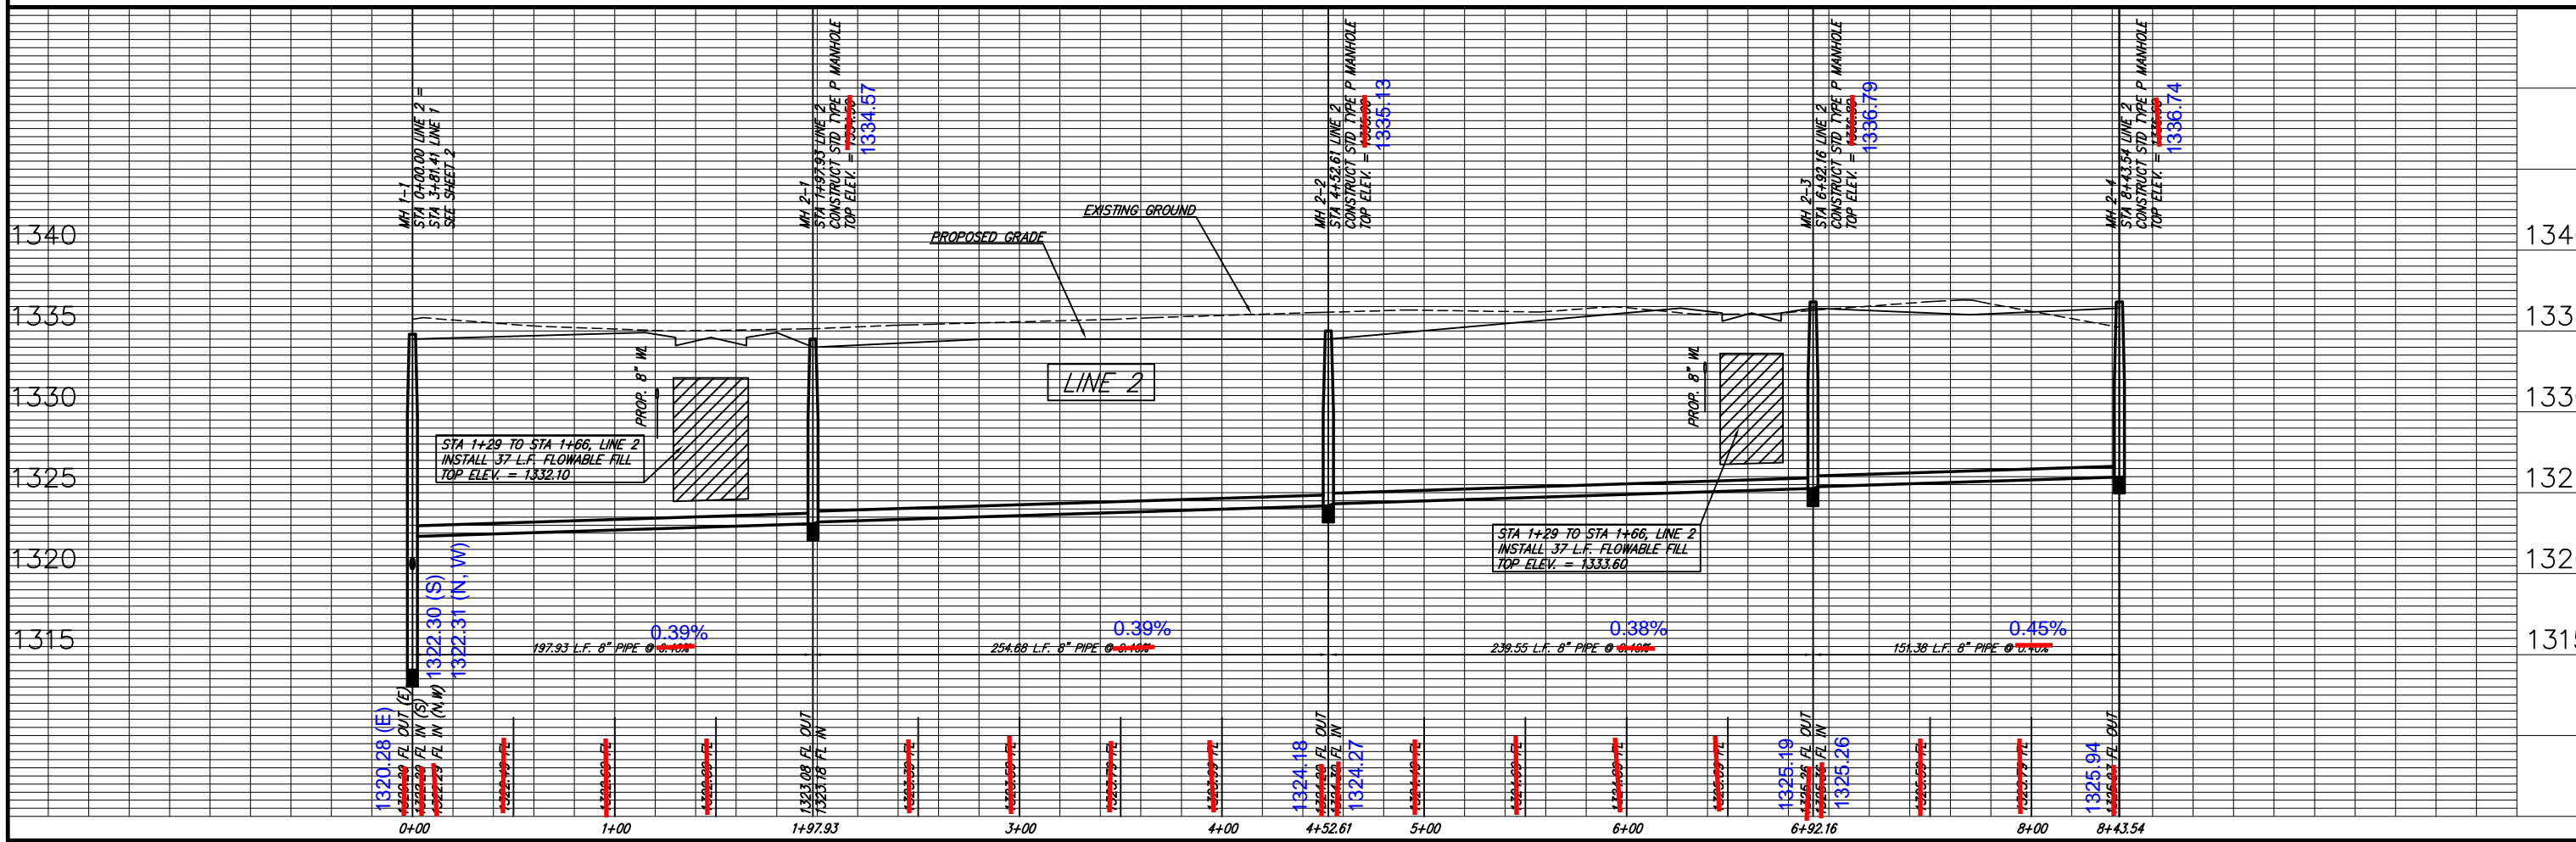 MH 1-1
STA 0+00.00 LINE 2 =
STA 3+81.41 LINE 1
SEE SHEET 2
MH 2-1
STA 1+97.93 LINE 2
CONSTRUCT STD TYPE P MANHOLE
TOP ELEV. =
1334.57
MH 2-2
STA 4+52.61 LINE 2
CONSTRUCT STD TYPE P MANHOLE
TOP ELEV. =
1335.13
MH 2-3
STA 6+92.16 LINE 2
CONSTRUCT STD TYPE P MANHOLE
TOP ELEV. =
1336.79
MH 2-4
STA 8+43.54 LINE 2
CONSTRUCT STD TYPE P MANHOLE
TOP ELEV. =
1336.74
EXISTING GROUND
PROPOSED GRADE
1340
134
1335
133
1330
133
1325
132
1320
132
1315
1315
LINE 2
PROP. 8" WL
PROP. 8" WL
STA 1+29 TO STA 1+66, LINE 2
INSTALL 37 L.F. FLOWABLE FILL
TOP ELEV. = 1332.10
STA 1+29 TO STA 1+66, LINE 2
INSTALL 37 L.F. FLOWABLE FILL
TOP ELEV. = 1333.60
1322.30 (S)
1322.31 (N, W)
0.39%
197.93 L.F. 8" PIPE @
0.39%
254.68 L.F. 8" PIPE @
0.38%
239.55 L.F. 8" PIPE @
0.45%
151.38 L.F. 8" PIPE @ 0.40%
1320.28 (E)
FL OUT (E)
FL IN (S)
FL IN (N,W)
1323.08 FL OUT
1323.18 FL IN
1324.18
FL OUT
FL IN
1324.27
1325.19
FL OUT
FL IN
1325.26
1325.94
FL OUT
0+00
1+00
1+97.93
3+00
4+00
4+52.61
5+00
6+00
6+92.16
8+00
8+43.54